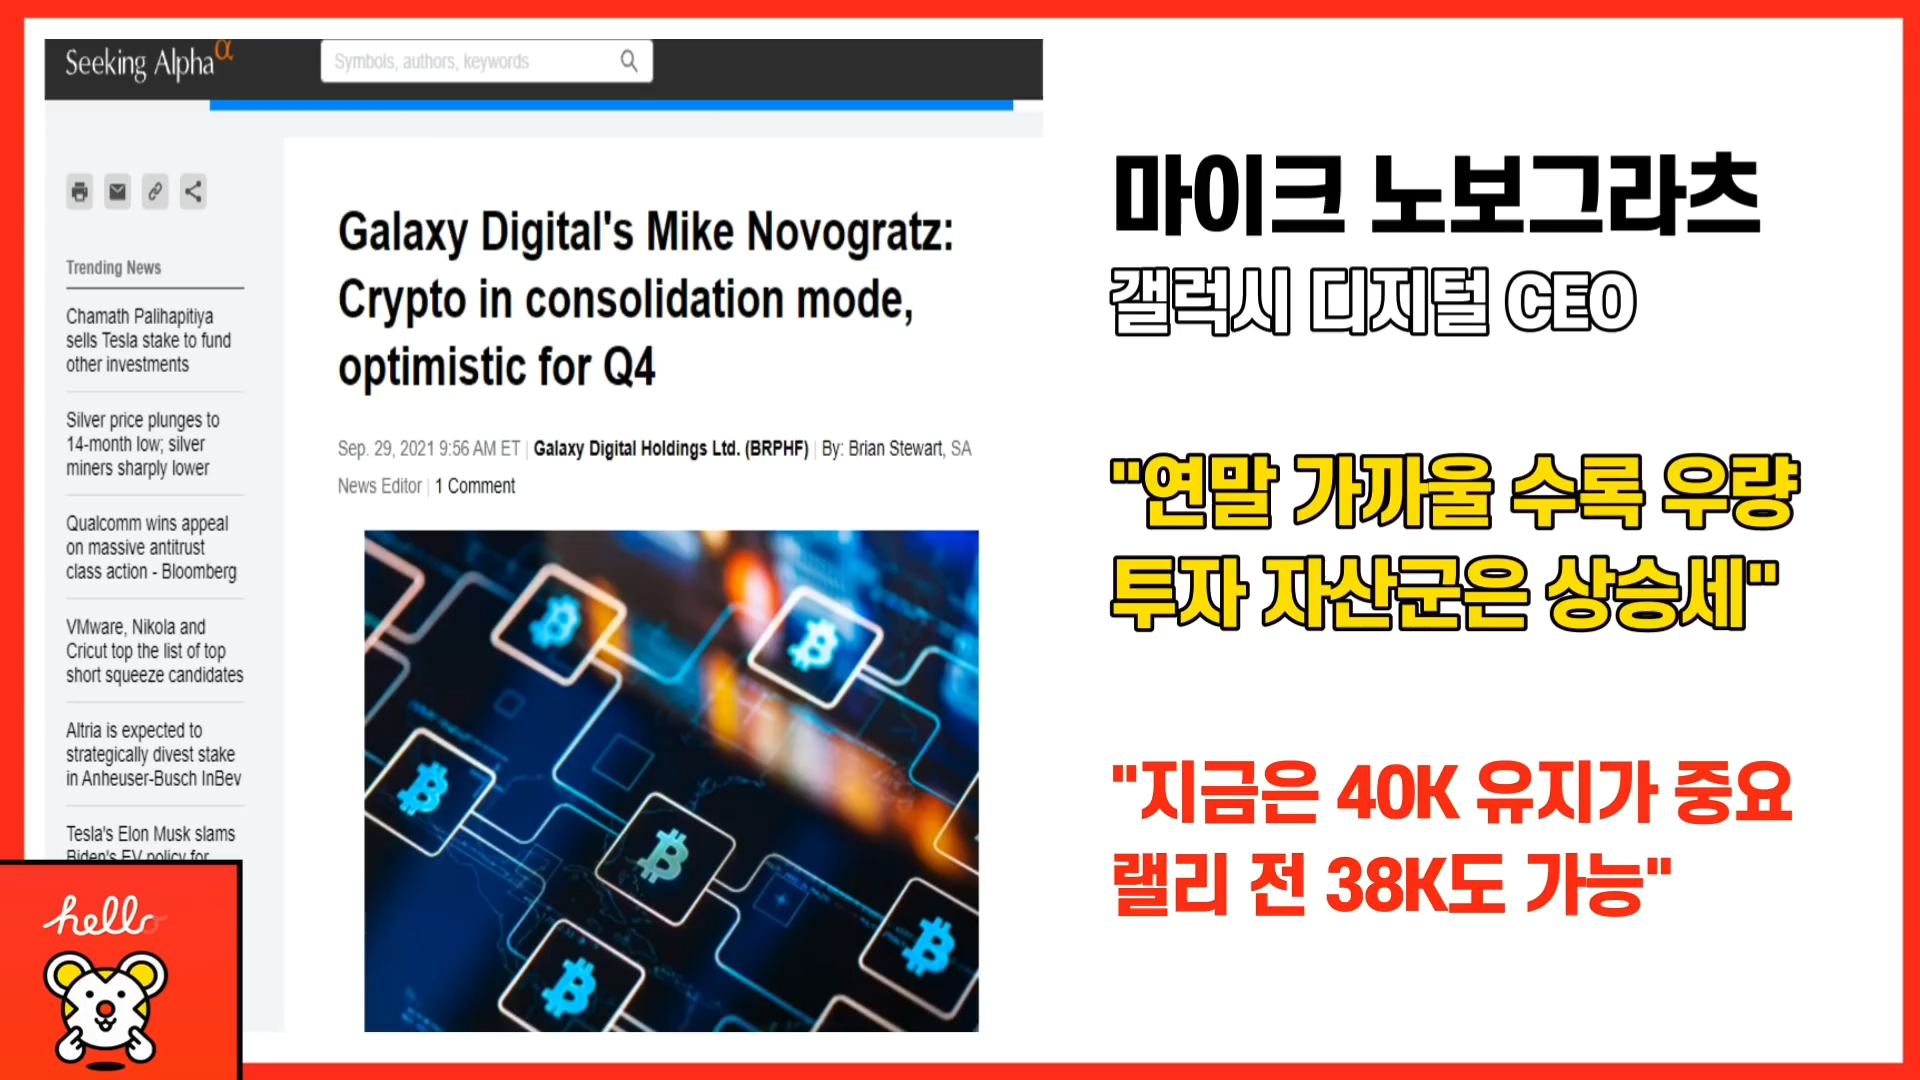 Seeking Alpha α
Symbols, authors, keywords
Trending News
Chamath Palihapitiya
sells Tesla stake to fund
other investments
Silver price plunges to
14-month low; silver
miners sharply lower
Qualcomm wins appeal
on massive antitrust
class action - Bloomberg
VMware, Nikola and
Cricut top the list of top
short squeeze candidates
Altria is expected to
strategically divest stake
in Anheuser-Busch InBev
Tesla's Elon Musk slams
Biden's EV policy for
hello
Galaxy Digital's Mike Novogratz:
Crypto in consolidation mode,
optimistic for Q4
Sep. 29, 2021 9:56 AM ET | Galaxy Digital Holdings Ltd. (BRPHF) | By: Brian Stewart, SA
News Editor | 1 Comment
마이크 노보그라츠
갤럭시 디지털 CEO
"연말 가까울 수록 우량
투자 자산군은 상승세"
"지금은 40K 유지가 중요
랠리 전 38K도 가능"